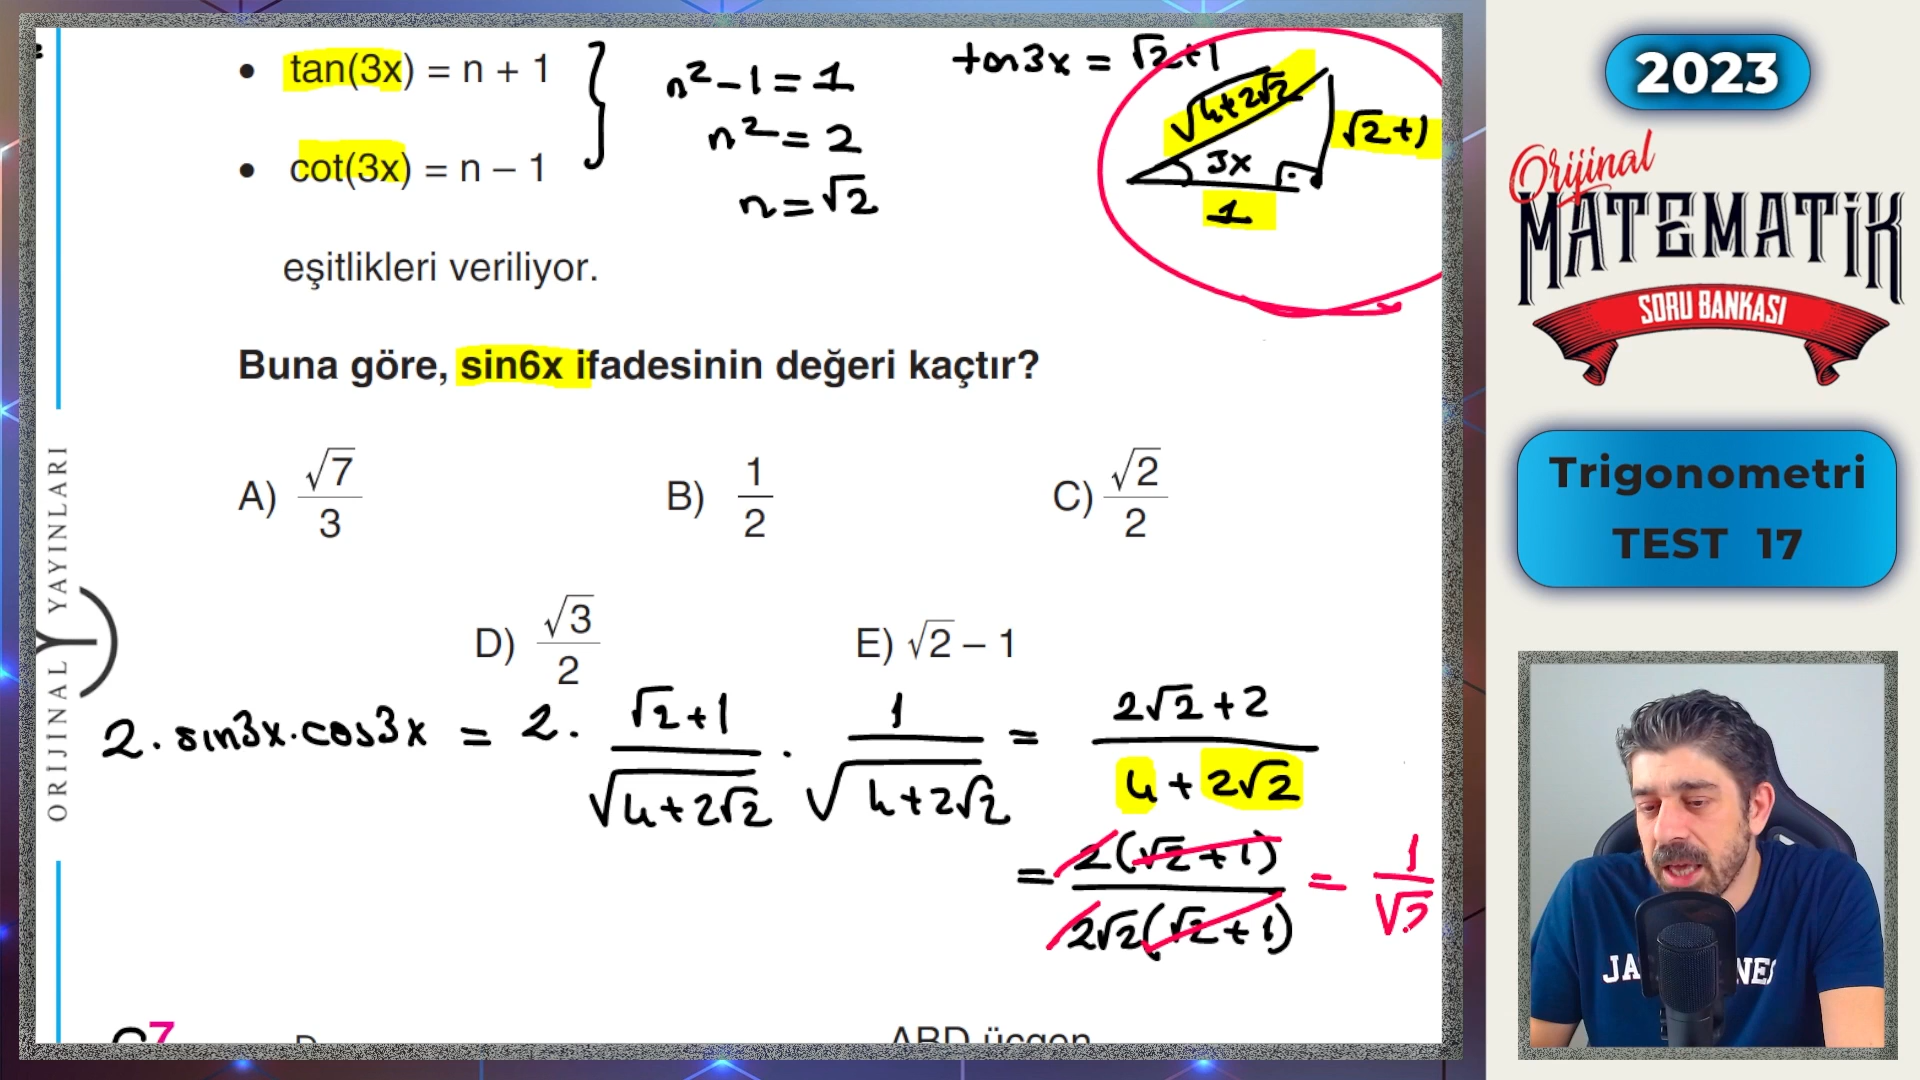 • tan(3x) = n + 1
• cot(3x) = n – 1
n² – 1 = 1
n² = 2
n = √2
tan3x = √2+1
√4+2√2
√2+1
3x
1
eşitlikleri veriliyor.
Buna göre, sin6x ifadesinin değeri kaçtır?
A) √7/3
B) 1/2
C) √2/2
D) √3/2
E) √2 – 1
2. sin3x.cos3x = 2. √2+1/√4+2√2 . 1/√4+2√2 = 2√2+2/4+2√2
= 2(√2+1)/2√2(√2+1) = 1/√2
ORİJİNAL YAYINLARI
7
ABD üçgen
2023
Orijinal
MATEMATİK
SORU BANKASI
Trigonometri
TEST 17